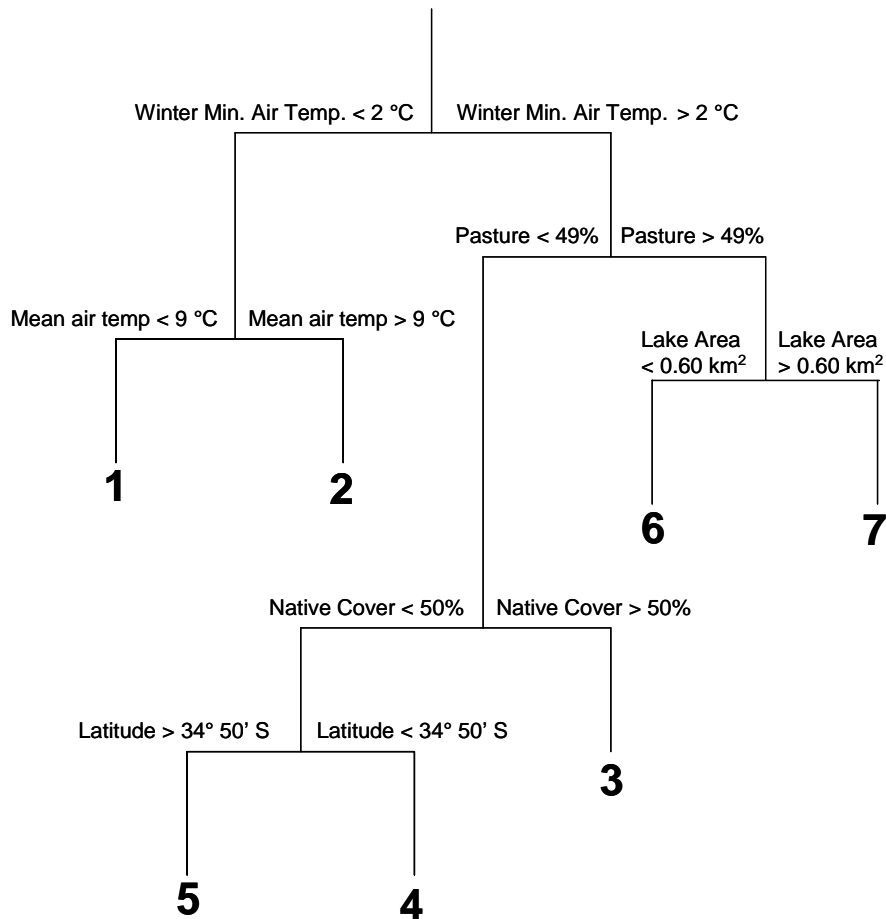 Winter Min. Air Temp. < 2 °C
Winter Min. Air Temp. > 2 °C
Pasture < 49%
Pasture > 49%
Mean air temp < 9 °C
Mean air temp > 9 °C
Lake Area
< 0.60 km²
Lake Area
> 0.60 km²
1
2
6
7
Native Cover < 50%
Native Cover > 50%
Latitude > 34° 50’ S
Latitude < 34° 50’ S
3
5
4